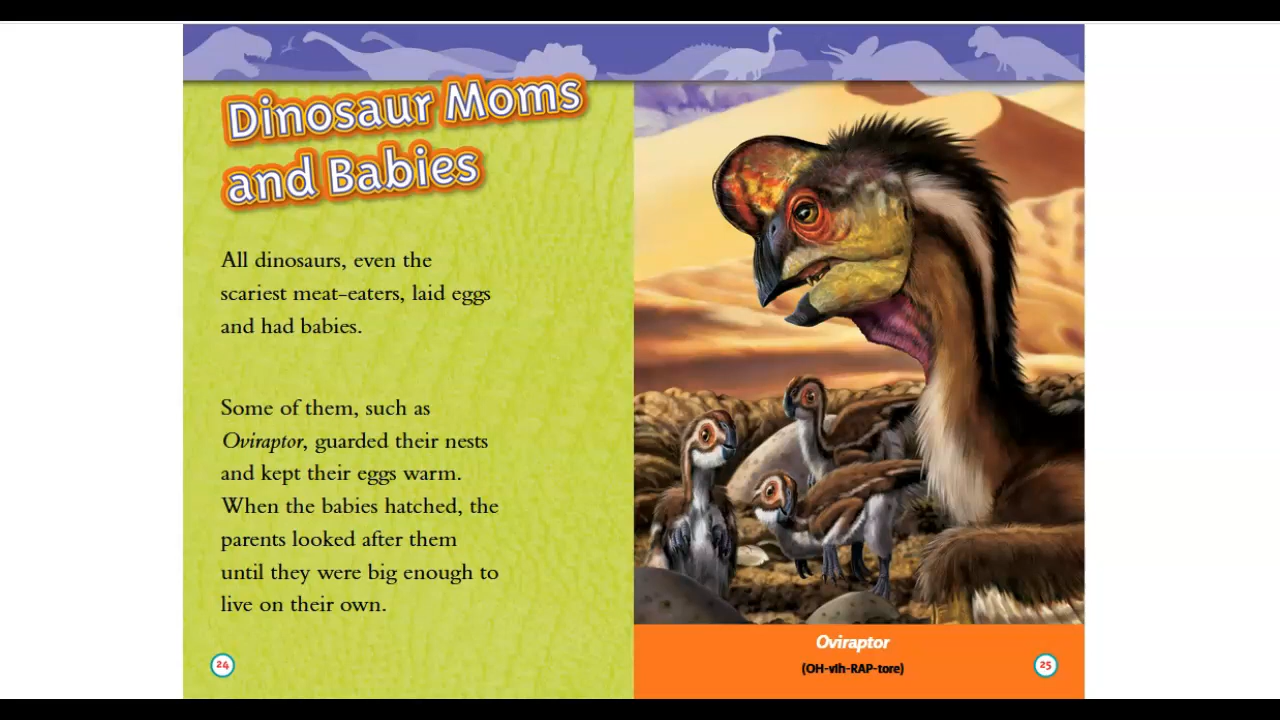 Dinosaur Moms
and Babies
All dinosaurs, even the
scariest meat-eaters, laid eggs
and had babies.
Some of them, such as
Oviraptor, guarded their nests
and kept their eggs warm.
When the babies hatched, the
parents looked after them
until they were big enough to
live on their own.
24
Oviraptor
(OH-vih-RAP-tore)
25